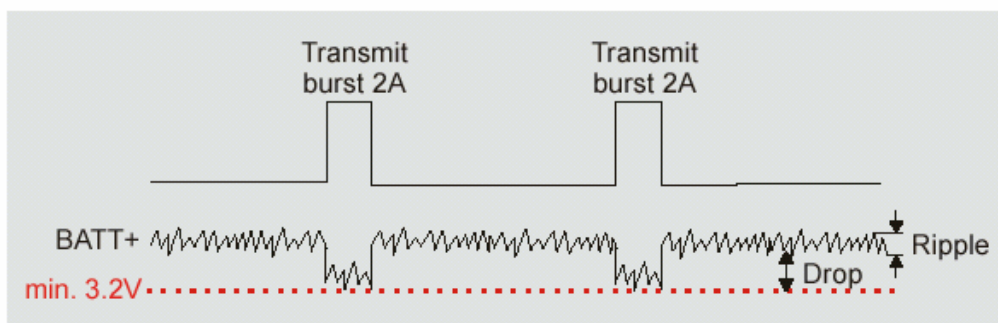 Transmit
burst 2A
Transmit
burst 2A
BATT+
Ripple
Drop
min. 3.2V